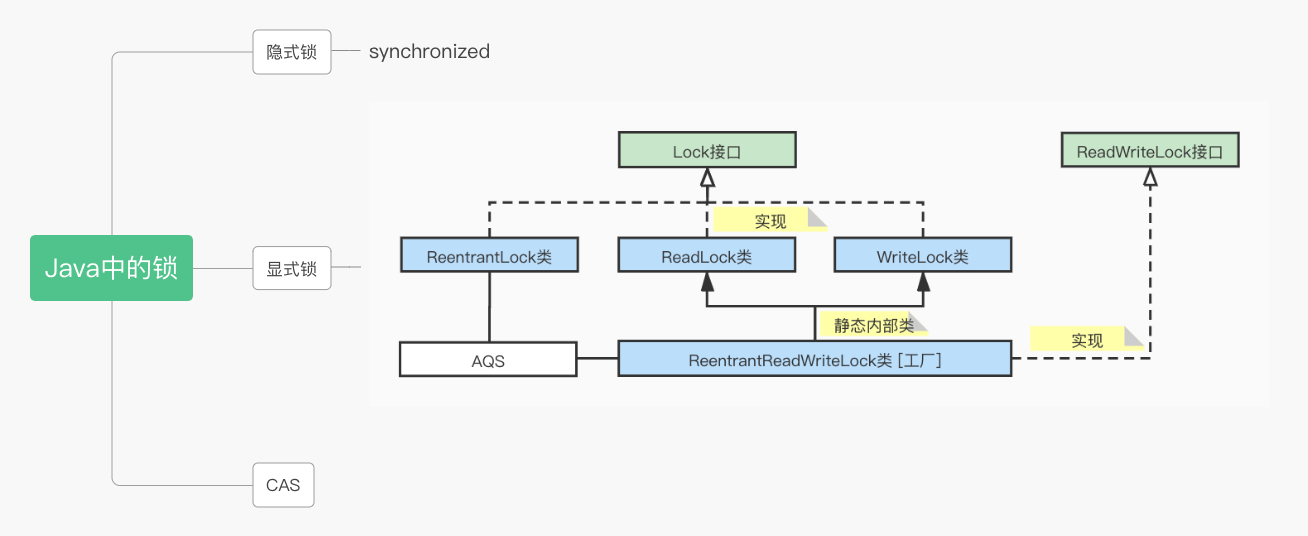 隐式锁
synchronized
Lock接口
ReadWriteLock接口
实现
ReentrantLock类
ReadLock类
WriteLock类
Java中的锁
显式锁
静态内部类
实现
AQS
ReentrantReadWriteLock类 [工厂]
CAS